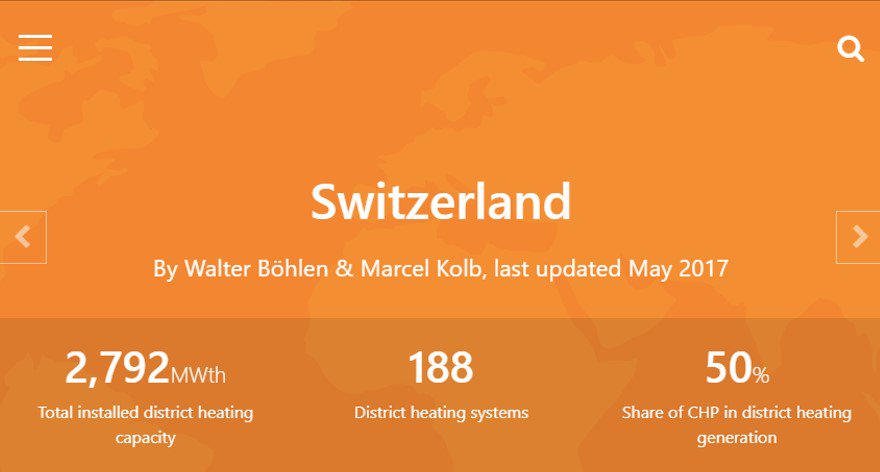 Switzerland
By Walter Böhlen & Marcel Kolb, last updated May 2017
2,792MWth
Total installed district heating
capacity
188
District heating systems
50%
Share of CHP in district heating
generation